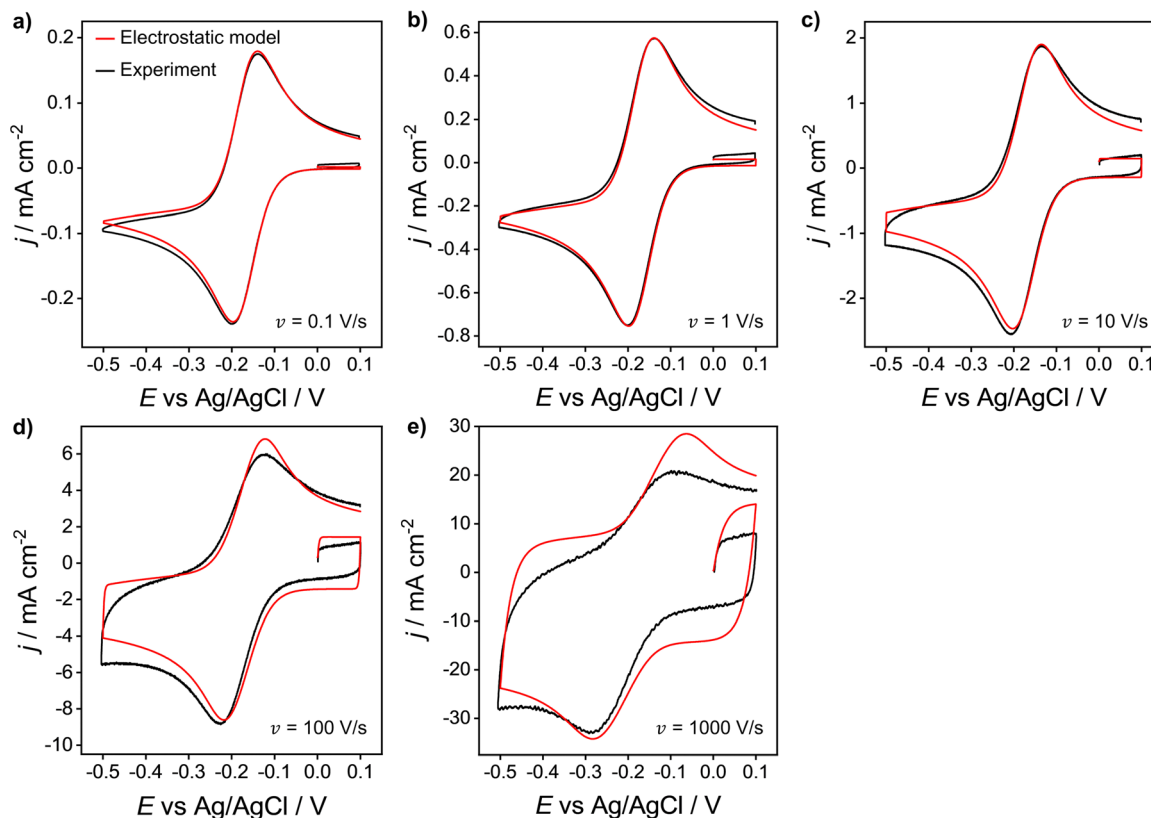 a)
0.2
0.1
0.0
-0.1
-0.2
j / mA cm⁻²
Electrostatic model
Experiment
v = 0.1 V/s
-0.5 -0.4 -0.3 -0.2 -0.1 0.0 0.1
E vs Ag/AgCl / V
b)
0.6
0.4
0.2
0.0
-0.2
-0.4
-0.6
-0.8
j / mA cm⁻²
v = 1 V/s
-0.5 -0.4 -0.3 -0.2 -0.1 0.0 0.1
E vs Ag/AgCl / V
c)
2
1
0
-1
-2
j / mA cm⁻²
v = 10 V/s
-0.5 -0.4 -0.3 -0.2 -0.1 0.0 0.1
E vs Ag/AgCl / V
d)
6
4
2
0
-2
-4
-6
-8
-10
j / mA cm⁻²
v = 100 V/s
-0.5 -0.4 -0.3 -0.2 -0.1 0.0 0.1
E vs Ag/AgCl / V
e)
30
20
10
0
-10
-20
-30
j / mA cm⁻²
v = 1000 V/s
-0.5 -0.4 -0.3 -0.2 -0.1 0.0 0.1
E vs Ag/AgCl / V